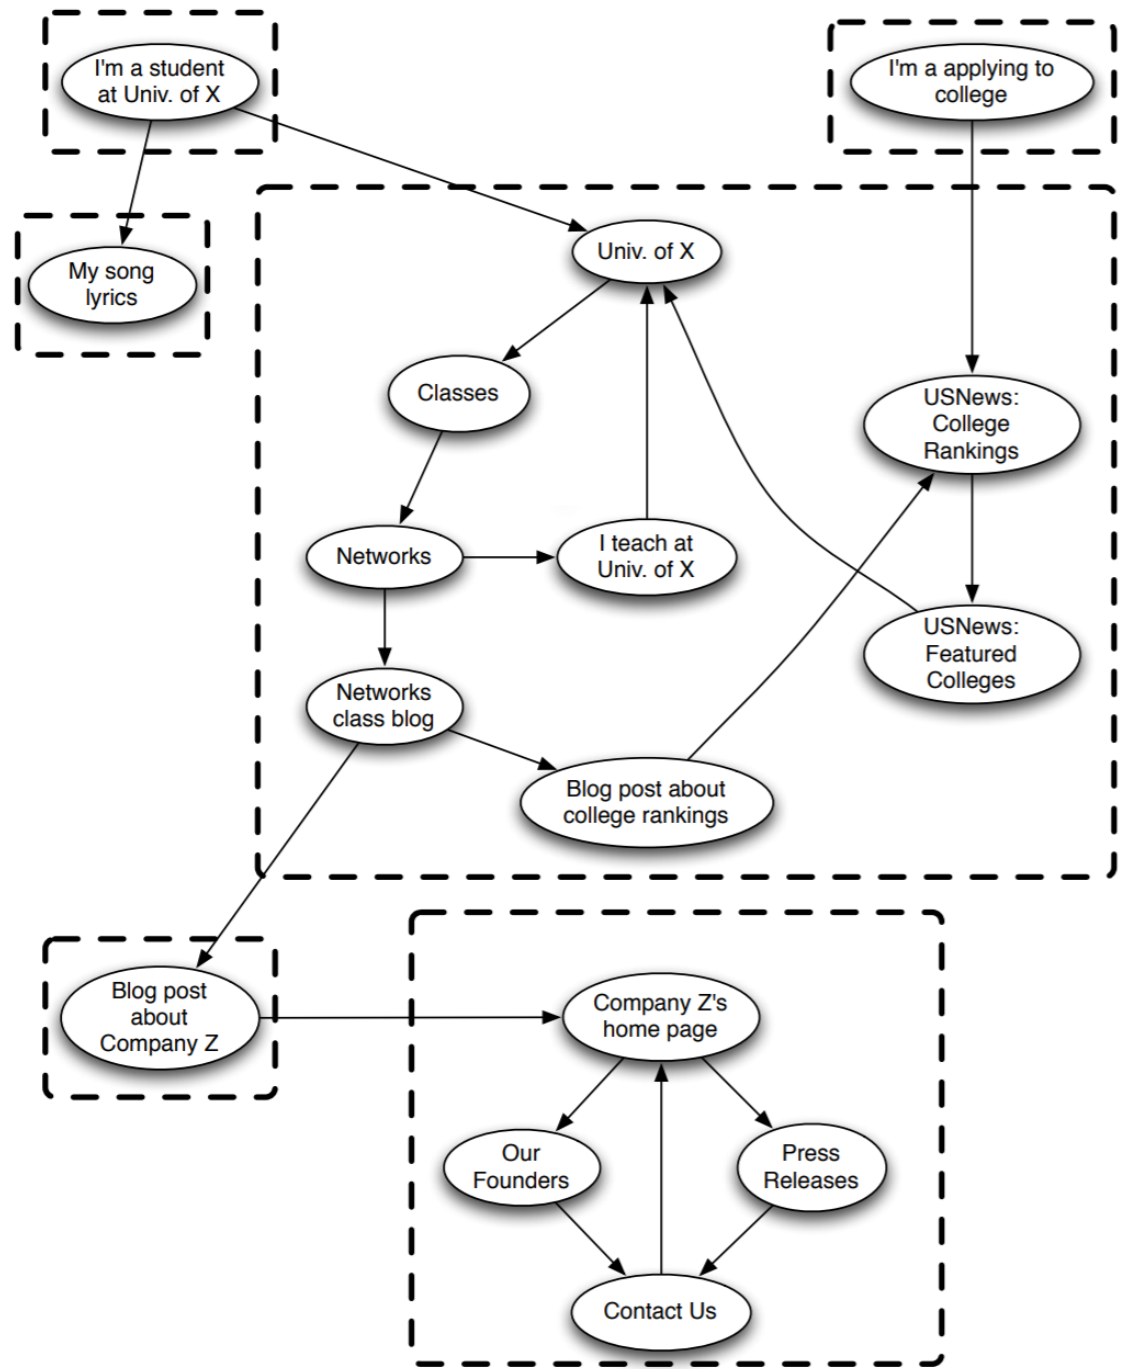 I'm a student
at Univ. of X
I'm a applying to
college
My song
lyrics
Univ. of X
Classes
USNews:
College
Rankings
Networks
I teach at
Univ. of X
USNews:
Featured
Colleges
Networks
class blog
Blog post about
college rankings
Blog post
about
Company Z
Company Z's
home page
Our
Founders
Press
Releases
Contact Us